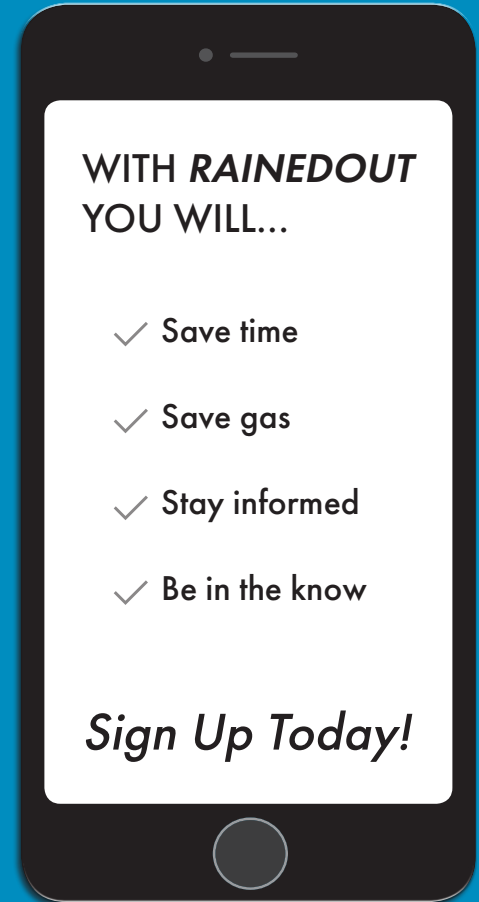 WITH RAINEDOUT
YOU WILL...
Save time
Save gas
Stay informed
Be in the know
Sign Up Today!